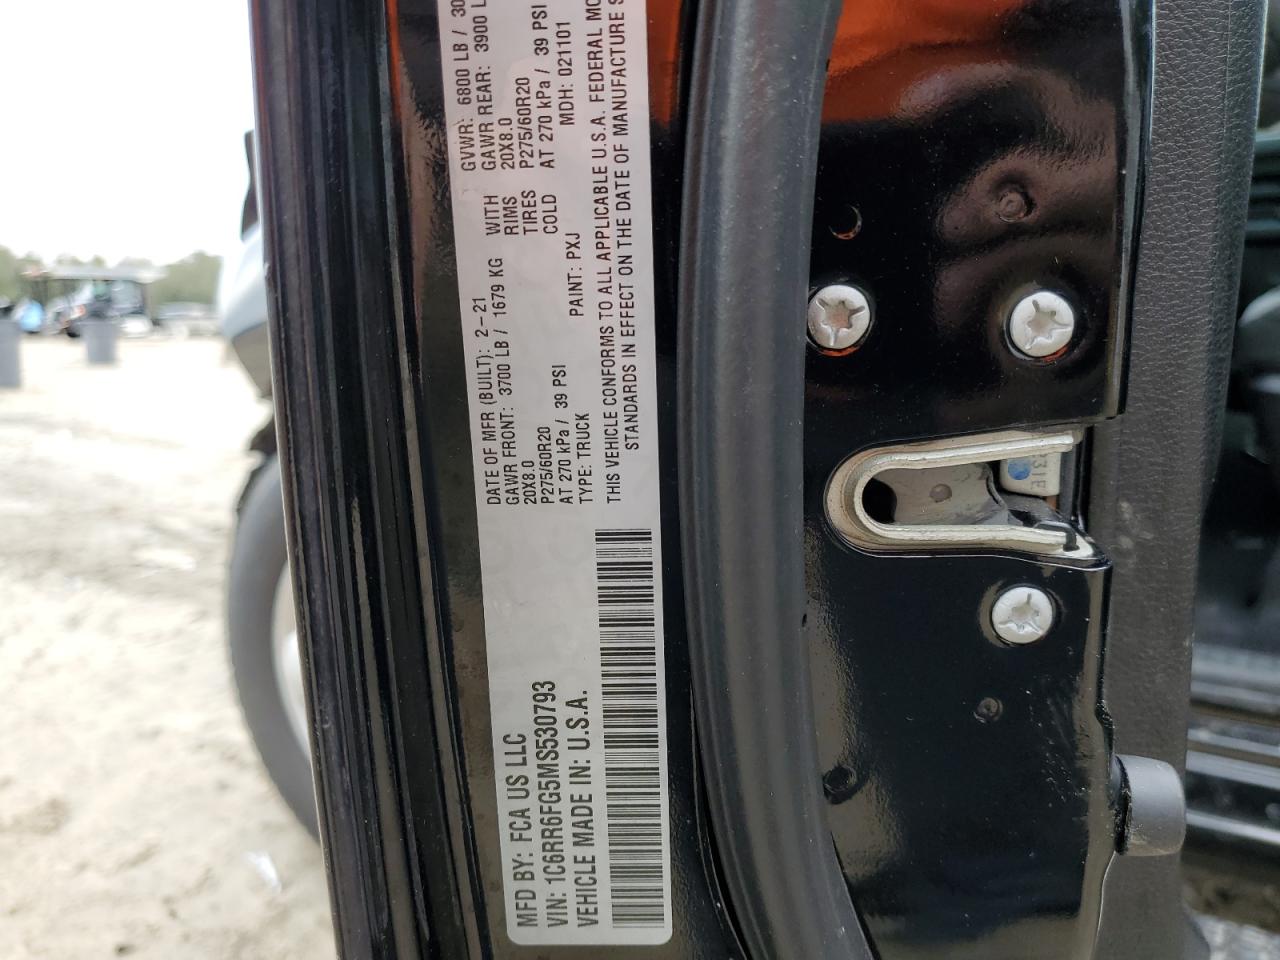 MFD BY: FCA US LLC
DATE OF MFR (BUILT): 2-21
GVWR: 6800 LB / 30
GAWR FRONT: 3700 LB / 1679 KG WITH
GAWR REAR: 3900 L
20X8.0 RIMS 20X8.0
P275/60R20 TIRES P275/60R20
AT 270 kPa / 39 PSI COLD AT 270 kPa / 39 PSI
VIN: 1C6RR6FG5MS530793
TYPE: TRUCK PAINT: PXJ MDH: 021101
VEHICLE MADE IN: U.S.A.
THIS VEHICLE CONFORMS TO ALL APPLICABLE U.S.A. FEDERAL MO
STANDARDS IN EFFECT ON THE DATE OF MANUFACTURE S